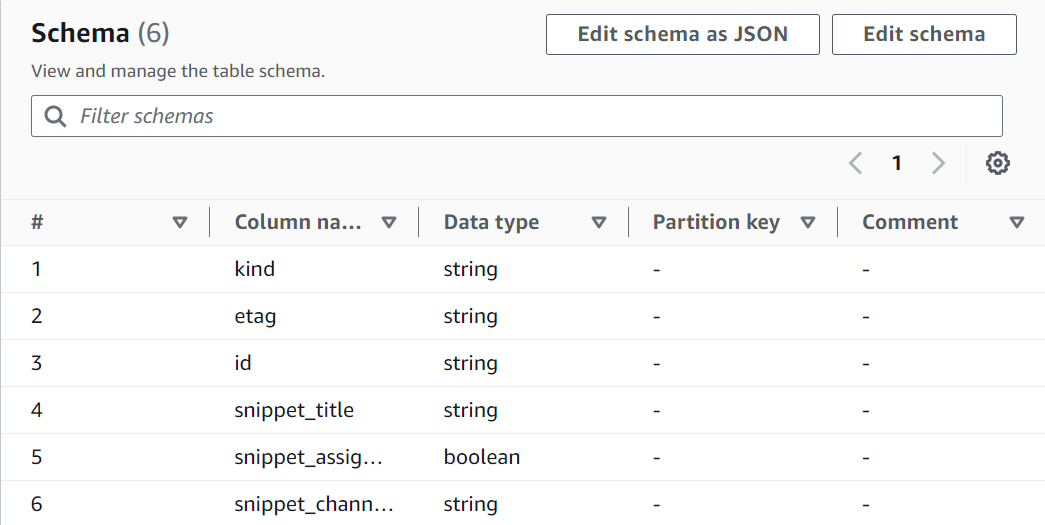 Schema (6)
Edit schema as JSON
Edit schema
View and manage the table schema.
Filter schemas
1
# Column na... Data type Partition key Comment
1 kind string - -
2 etag string - -
3 id string - -
4 snippet_title string - -
5 snippet_assig... boolean - -
6 snippet_chann... string - -